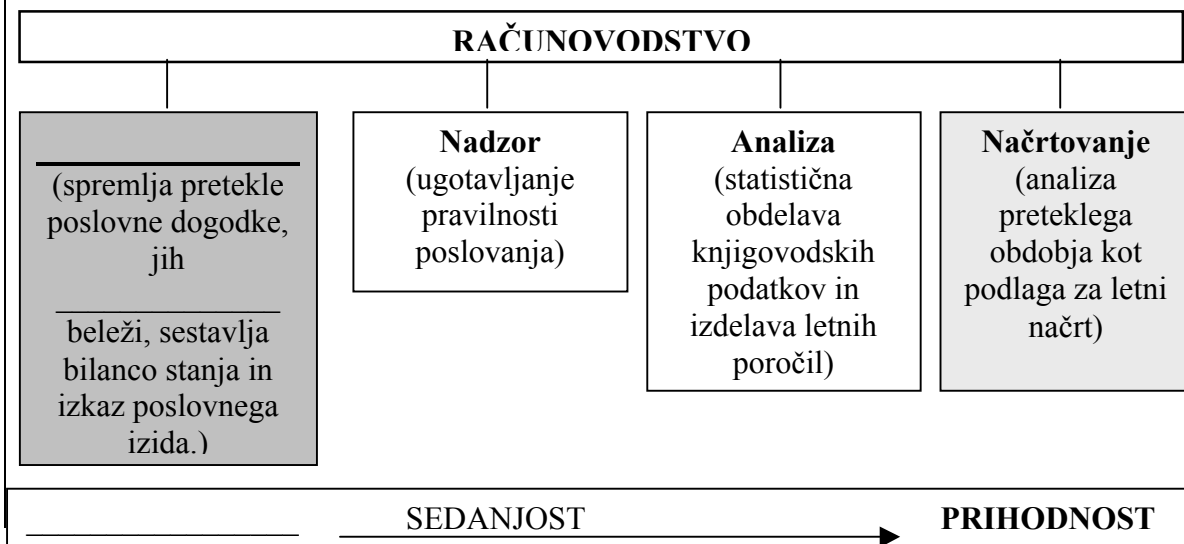 RAČUNOVODSTVO
(spremlja pretekle
poslovne dogodke,
jih
beleži, sestavlja
bilanco stanja in
izkaz poslovnega
izida.)
Nadzor
(ugotavljanje
pravilnosti
poslovanja)
Analiza
(statistična
obdelava
knjigovodskih
podatkov in
izdelava letnih
poročil)
Načrtovanje
(analiza
preteklega
obdobja kot
podlaga za letni
načrt)
SEDANJOST
PRIHODNOST